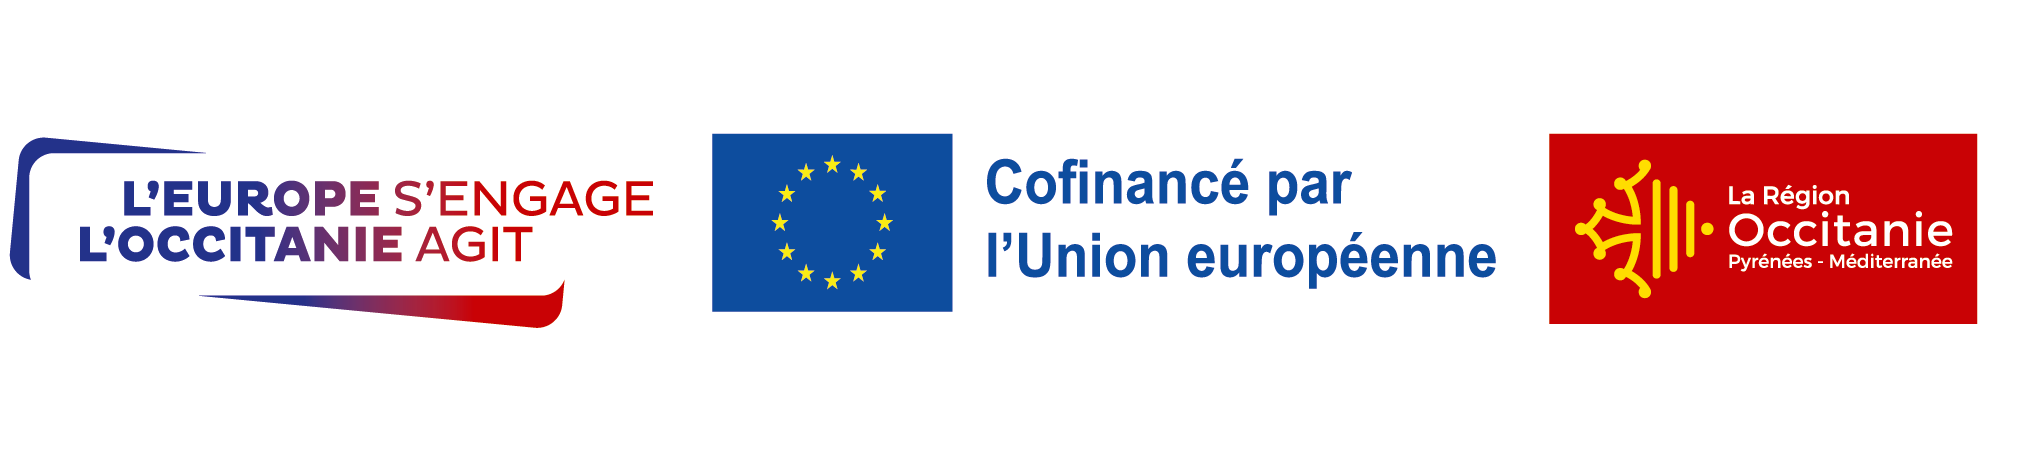 L'EUROPE S'ENGAGE
L'OCCITANIE AGIT
Cofinancé par
l'Union européenne
La Région
Occitanie
Pyrénées - Méditerranée